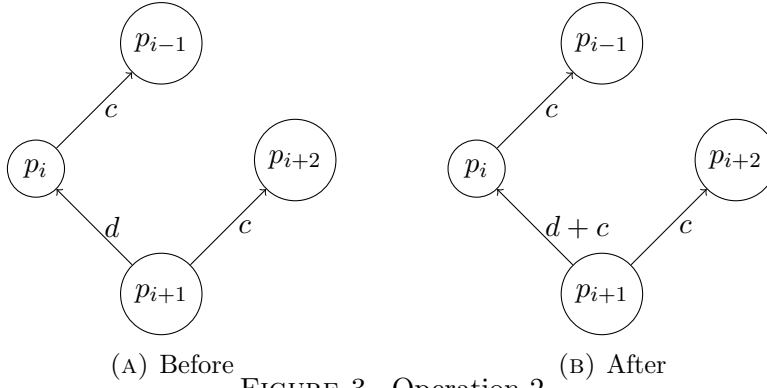 p_{i−1} p_{i−1}
c c
p_i p_{i+2} p_i p_{i+2}
d c d + c c
p_{i+1} p_{i+1}
(A) Before (B) After
FIGURE 3. Operation 2